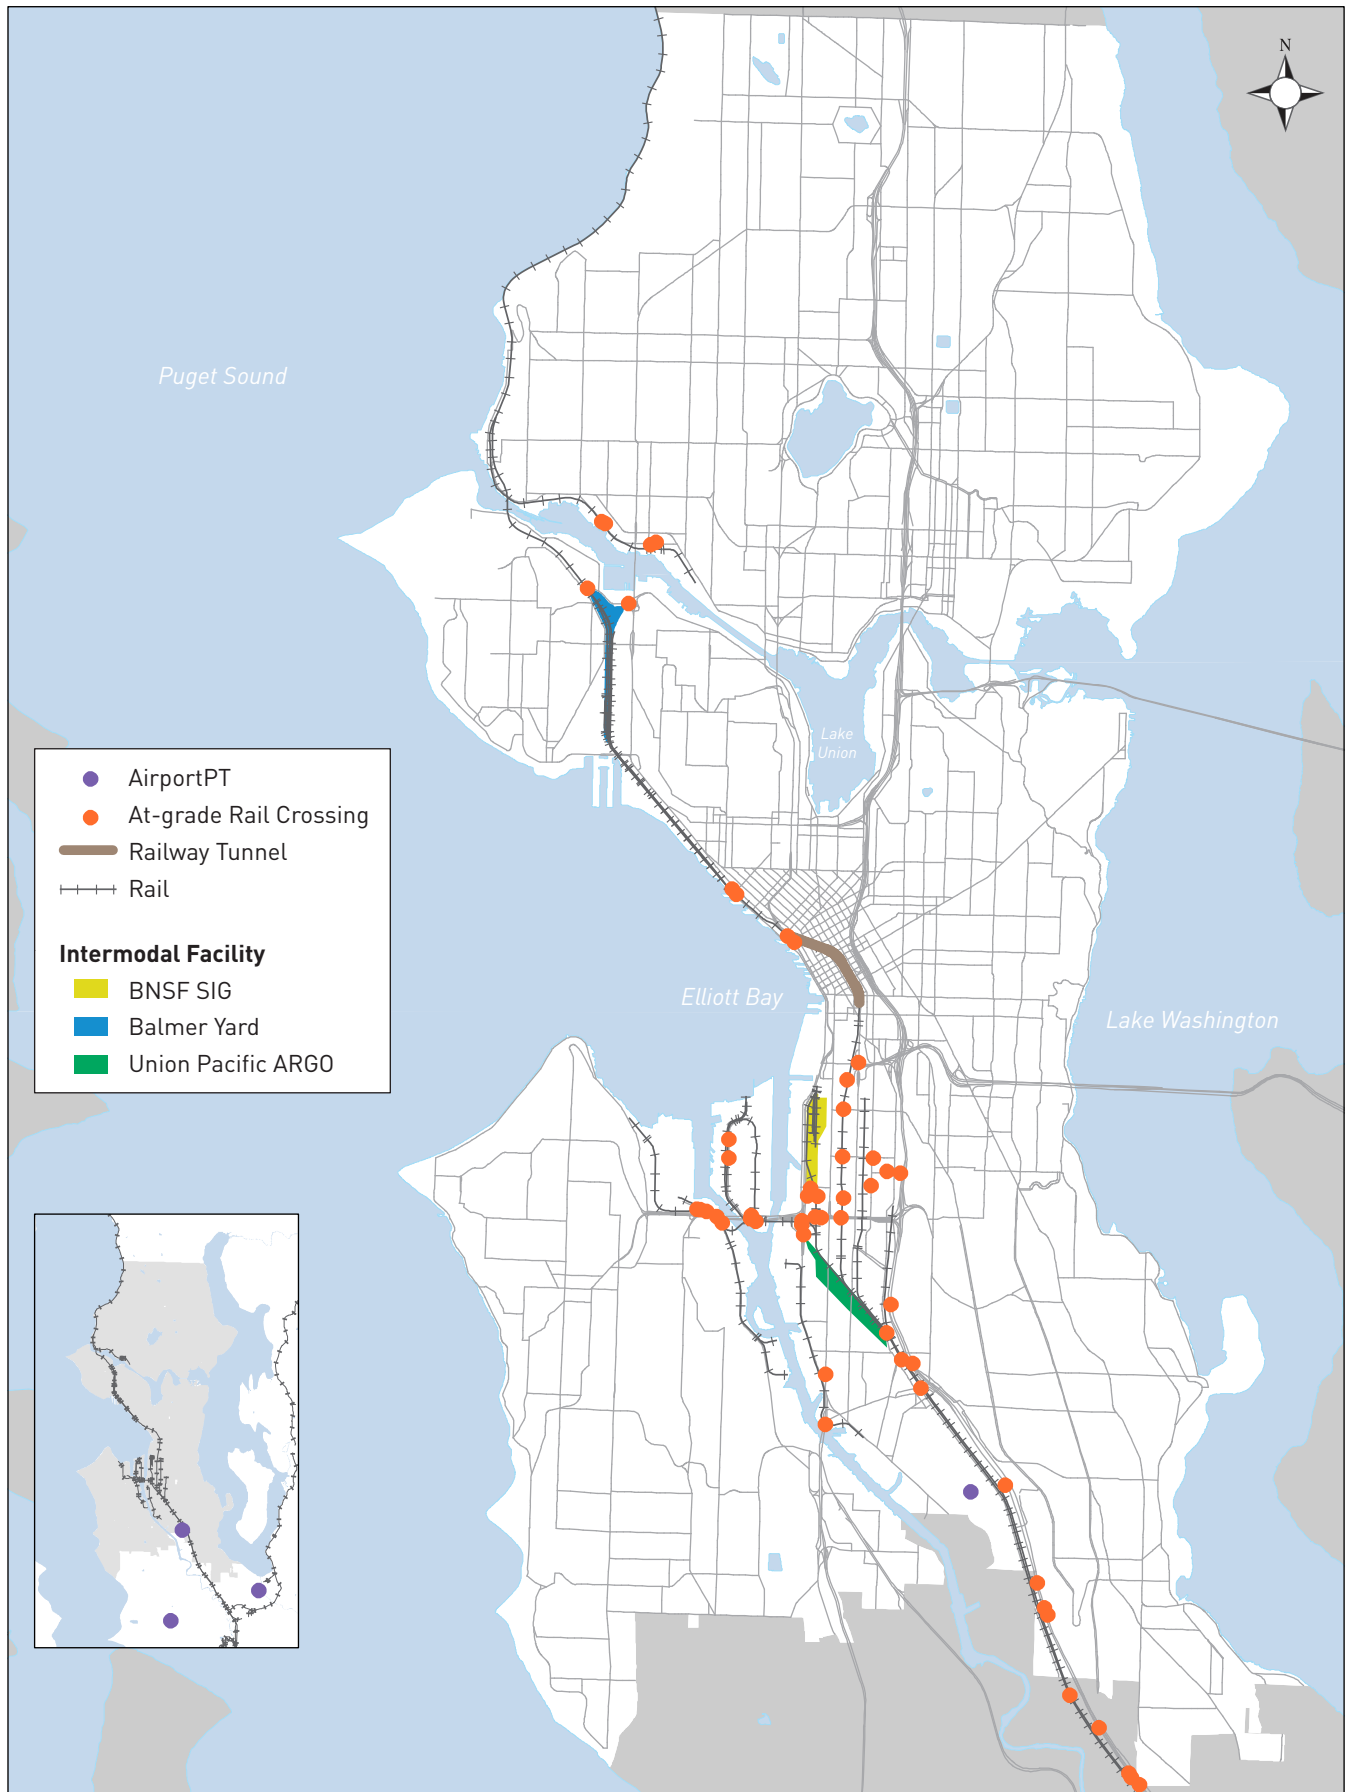 N
Puget Sound
Lake
Union
AirportPT
At-grade Rail Crossing
Railway Tunnel
Rail
Intermodal Facility
BNSF SIG
Balmer Yard
Union Pacific ARGO
Elliott Bay
Lake Washington